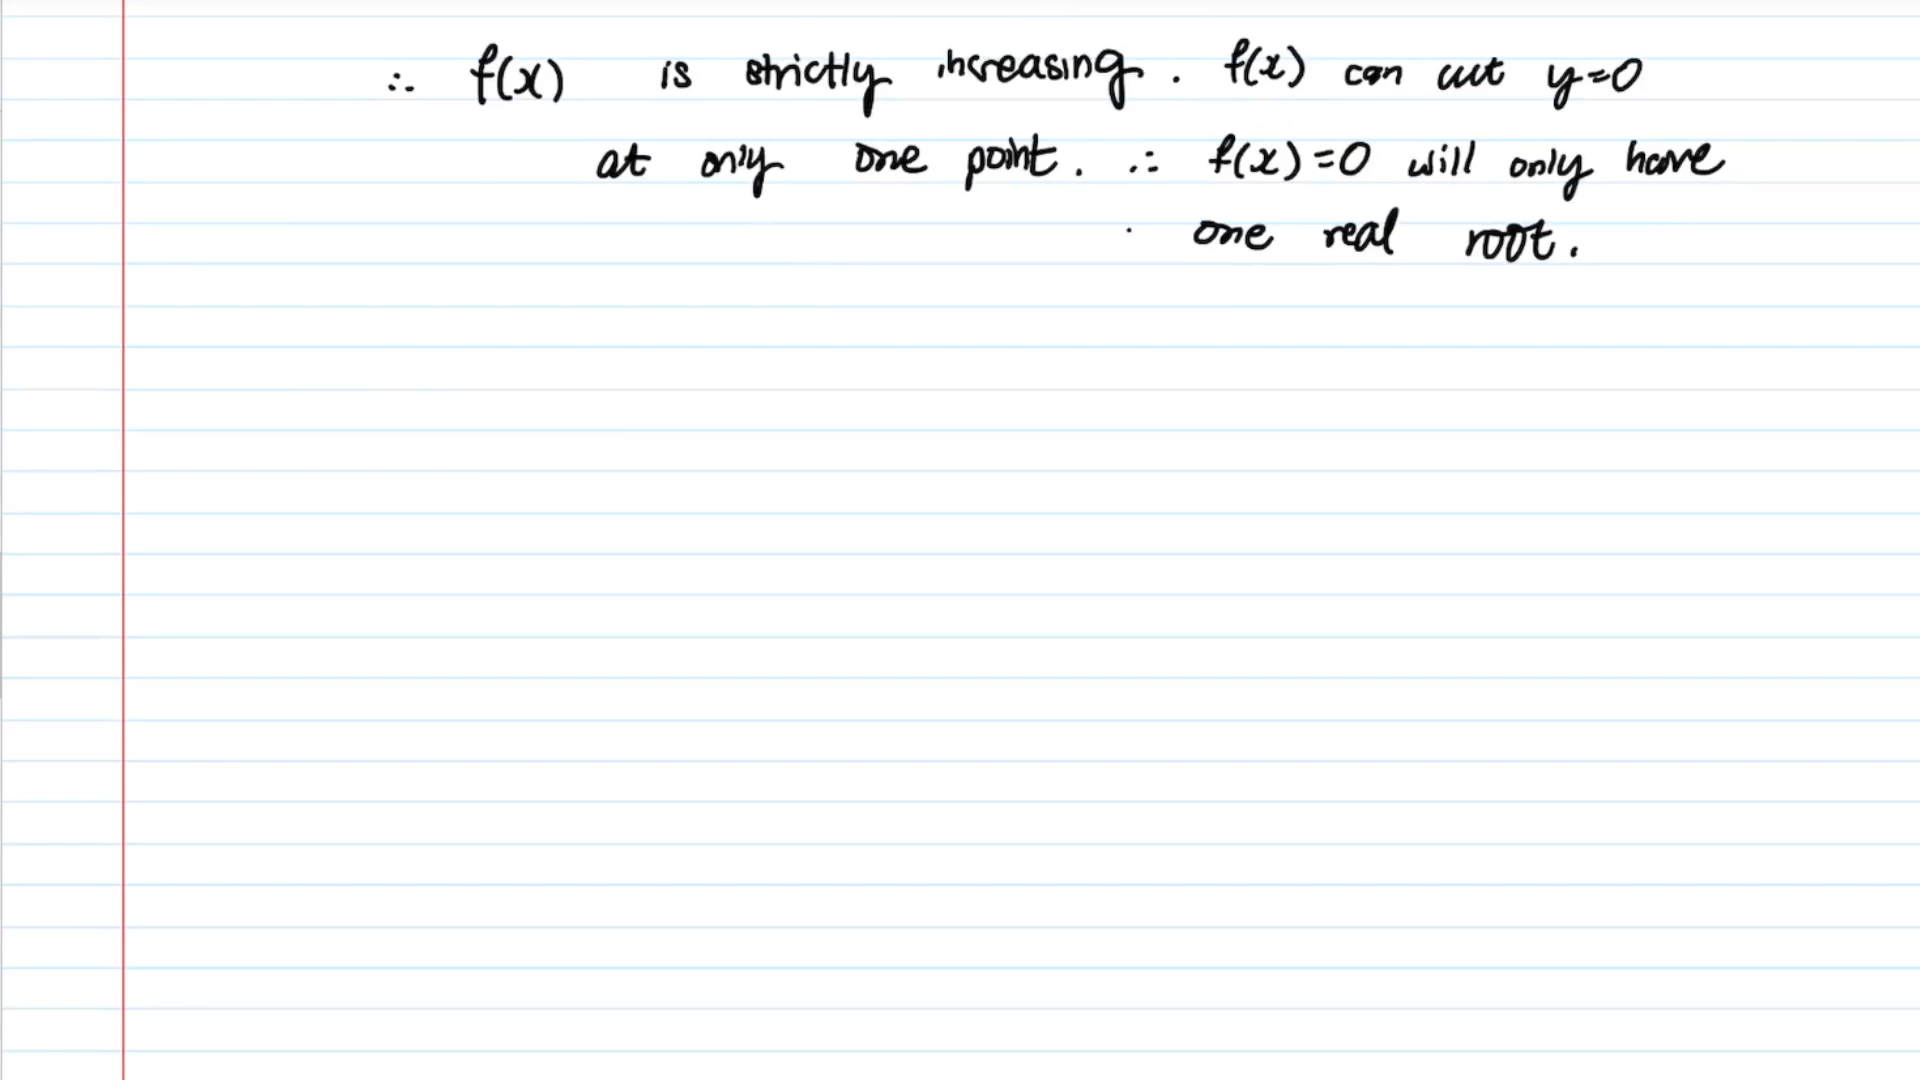 ∴ f(x) is strictly increasing. f(x) can cut y=0
at only one point. ∴ f(x)=0 will only have
one real root.